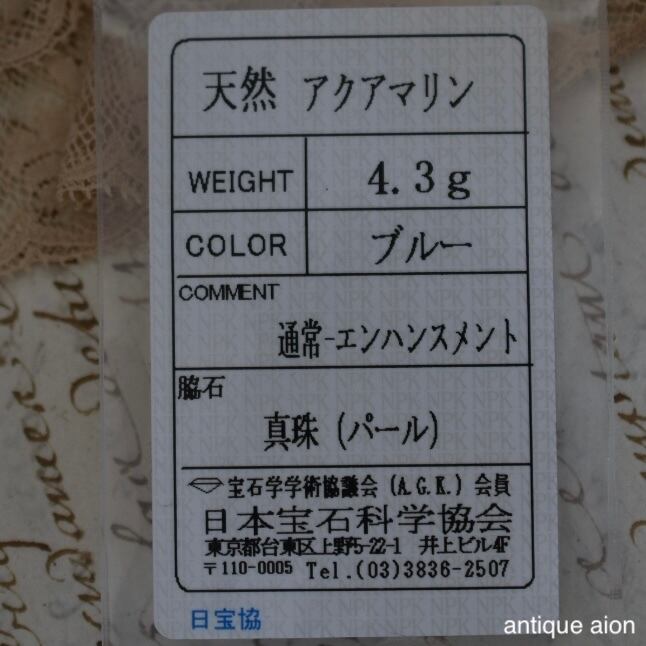 天然 アクアマリン
WEIGHT 4.3g
COLOR ブルー
COMMENT
通常-エンハンスメント
脇石
真珠 (パール)
宝石学学術協議会 (A.G.K.) 会員
日本宝石科学協会
東京都台東区上野5-22-1 井上ビル4F
〒110-0005 Tel.(03)3836-2507
日宝協
antique aion